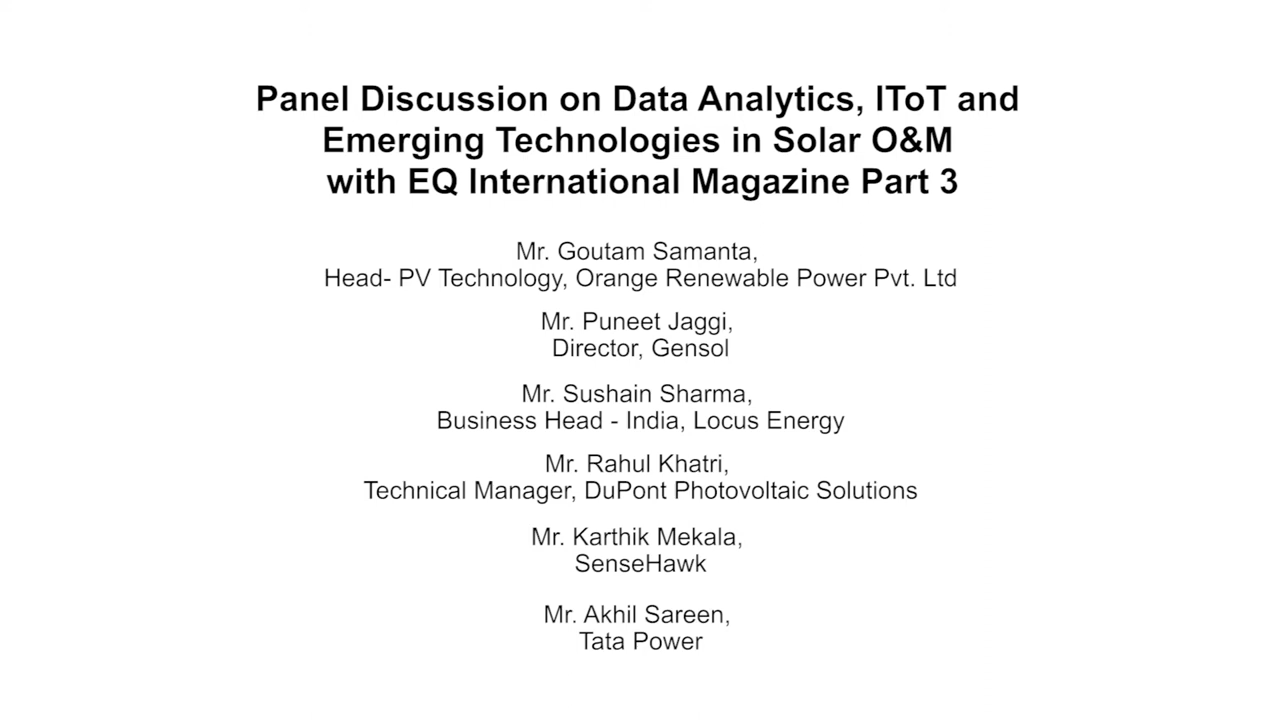 Panel Discussion on Data Analytics, IToT and
Emerging Technologies in Solar O&M
with EQ International Magazine Part 3
Mr. Goutam Samanta,
Head- PV Technology, Orange Renewable Power Pvt. Ltd
Mr. Puneet Jaggi,
Director, Gensol
Mr. Sushain Sharma,
Business Head - India, Locus Energy
Mr. Rahul Khatri,
Technical Manager, DuPont Photovoltaic Solutions
Mr. Karthik Mekala,
SenseHawk
Mr. Akhil Sareen,
Tata Power